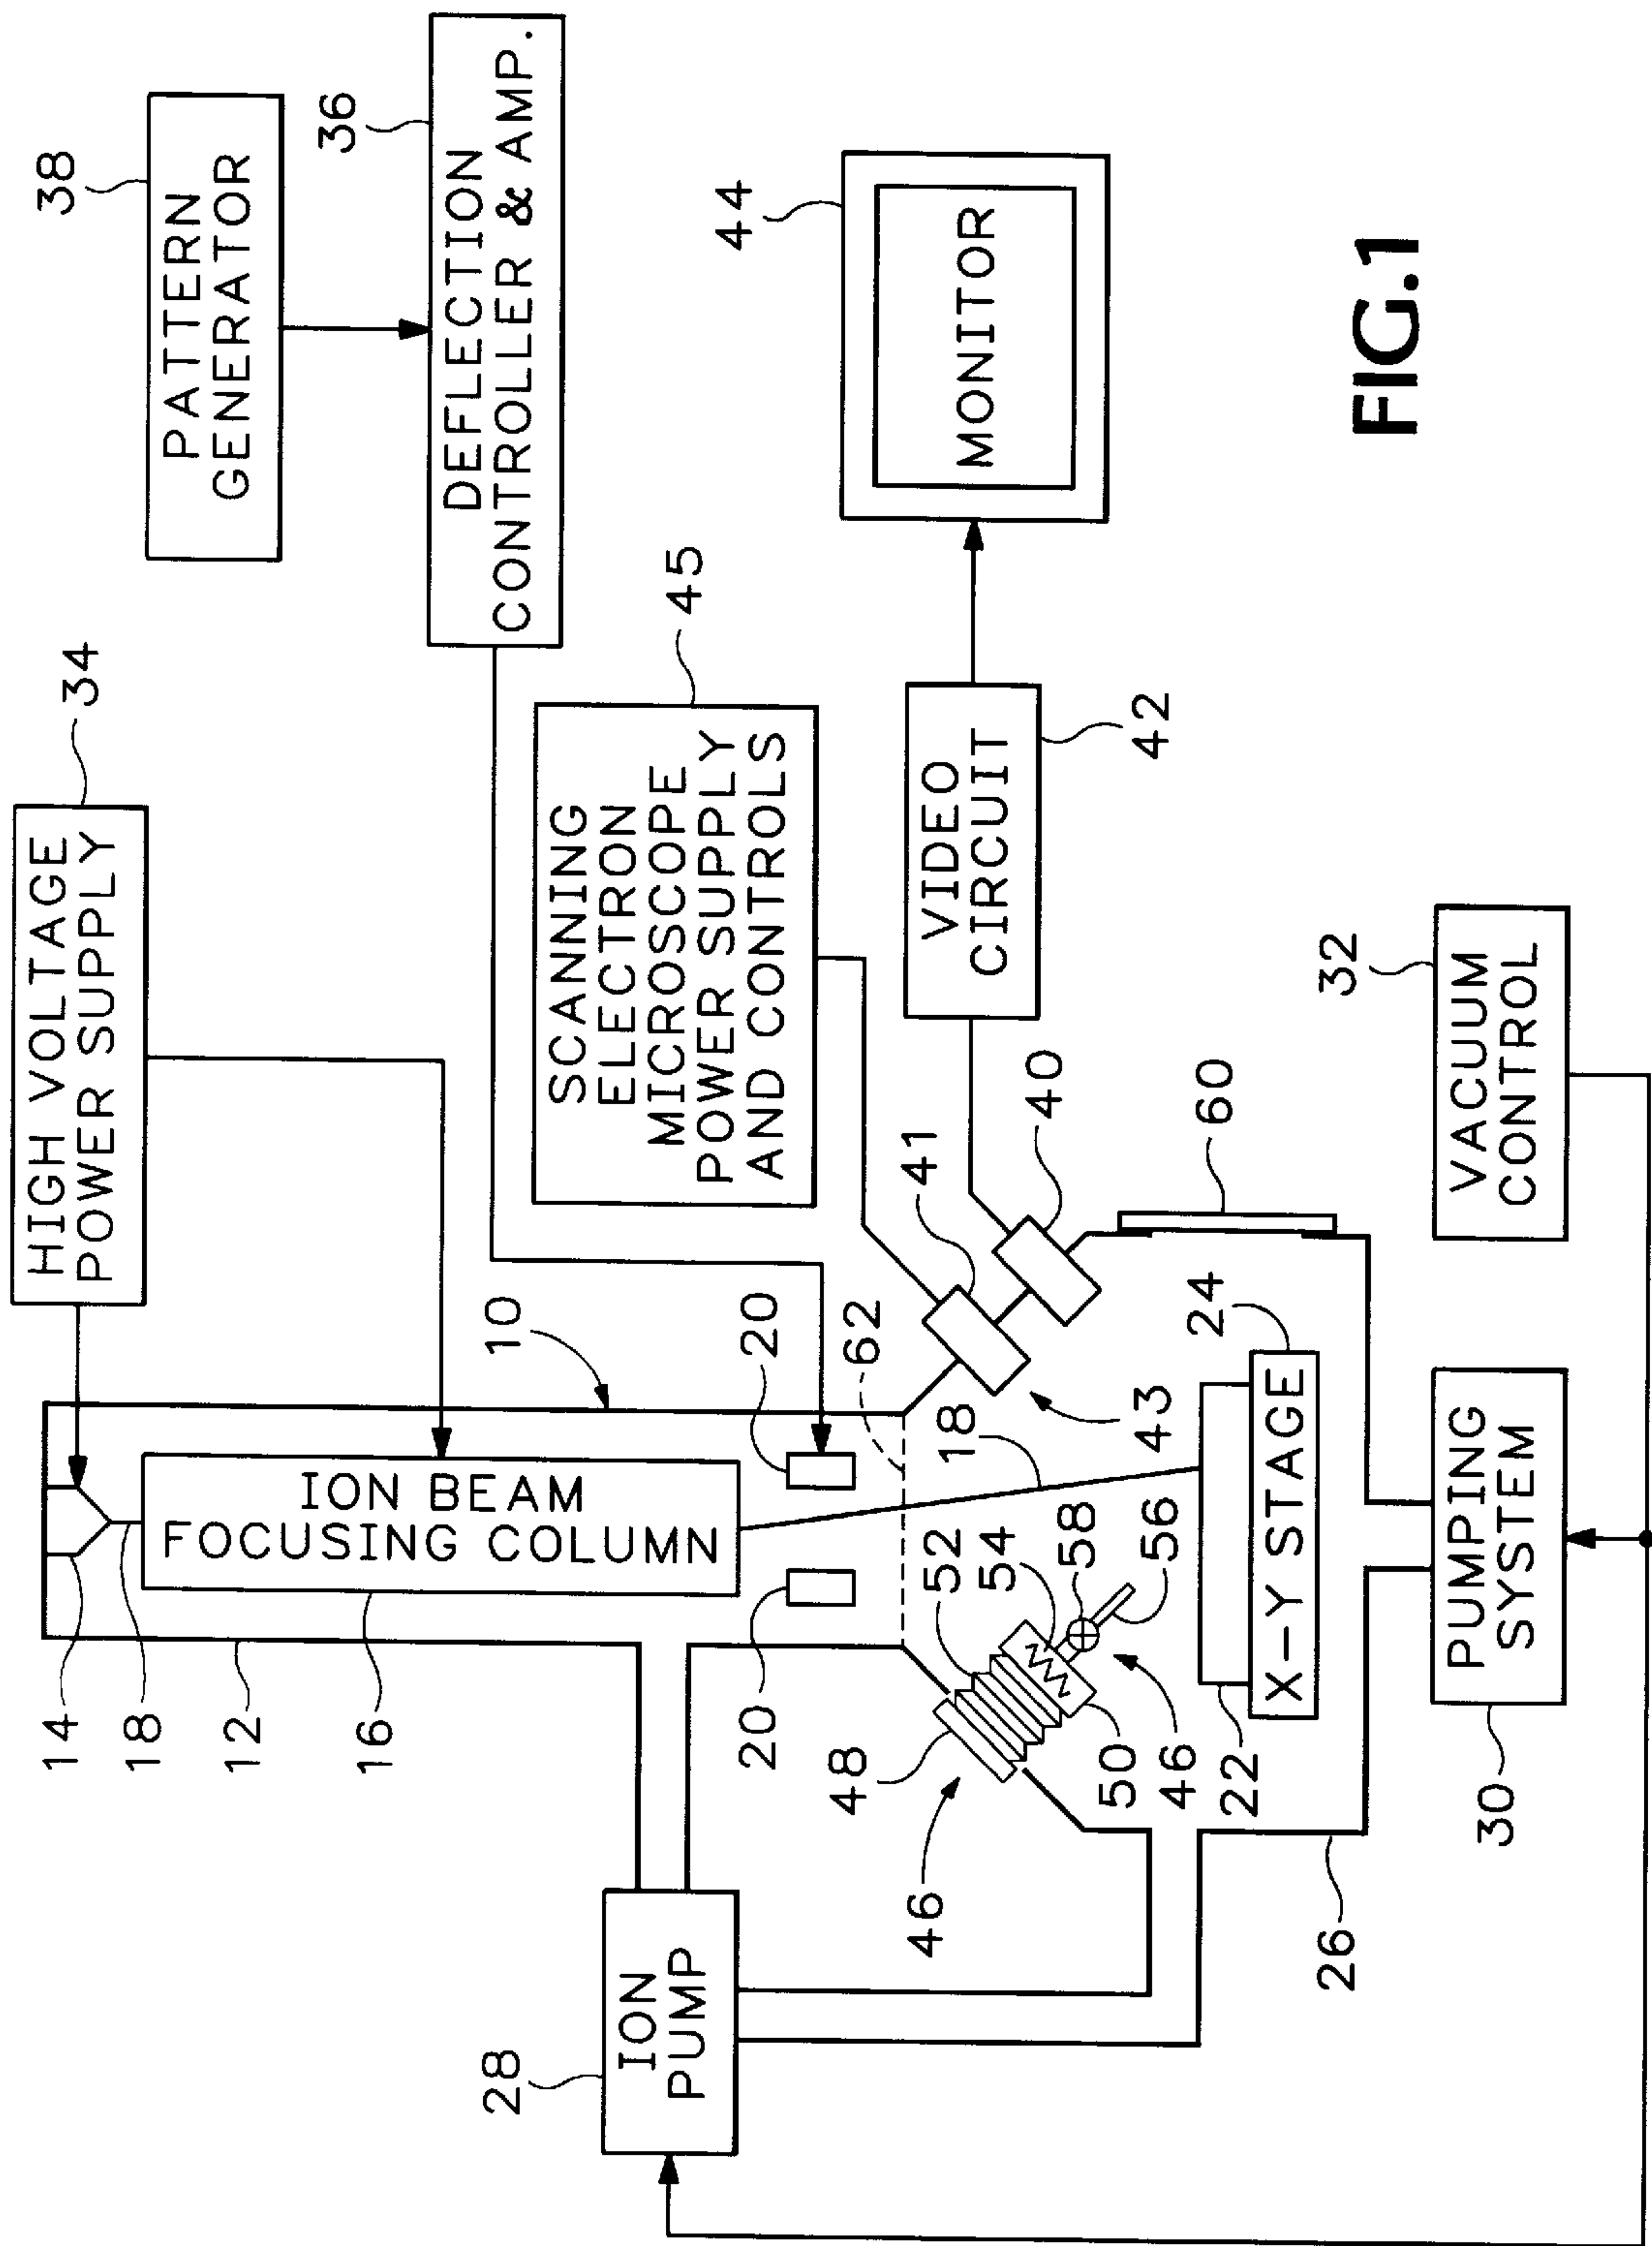 HIGH VOLTAGE
POWER SUPPLY
34
PATTERN
GENERATOR
38
DEFLECTION
CONTROLLER & AMP.
36
14
18
12
16
ION BEAM
FOCUSING COLUMN
10
20
20
62
SCANNING
ELECTRON
MICROSCOPE
POWER SUPPLY
AND CONTROLS
45
41
40
43
18
VIDEO
CIRCUIT
42
MONITOR
44
ION
PUMP
28
46
48
52
54
58
56
50
46
22
24
X-Y STAGE
60
26
PUMPING
SYSTEM
30
VACUUM
CONTROL
32
FIG.1